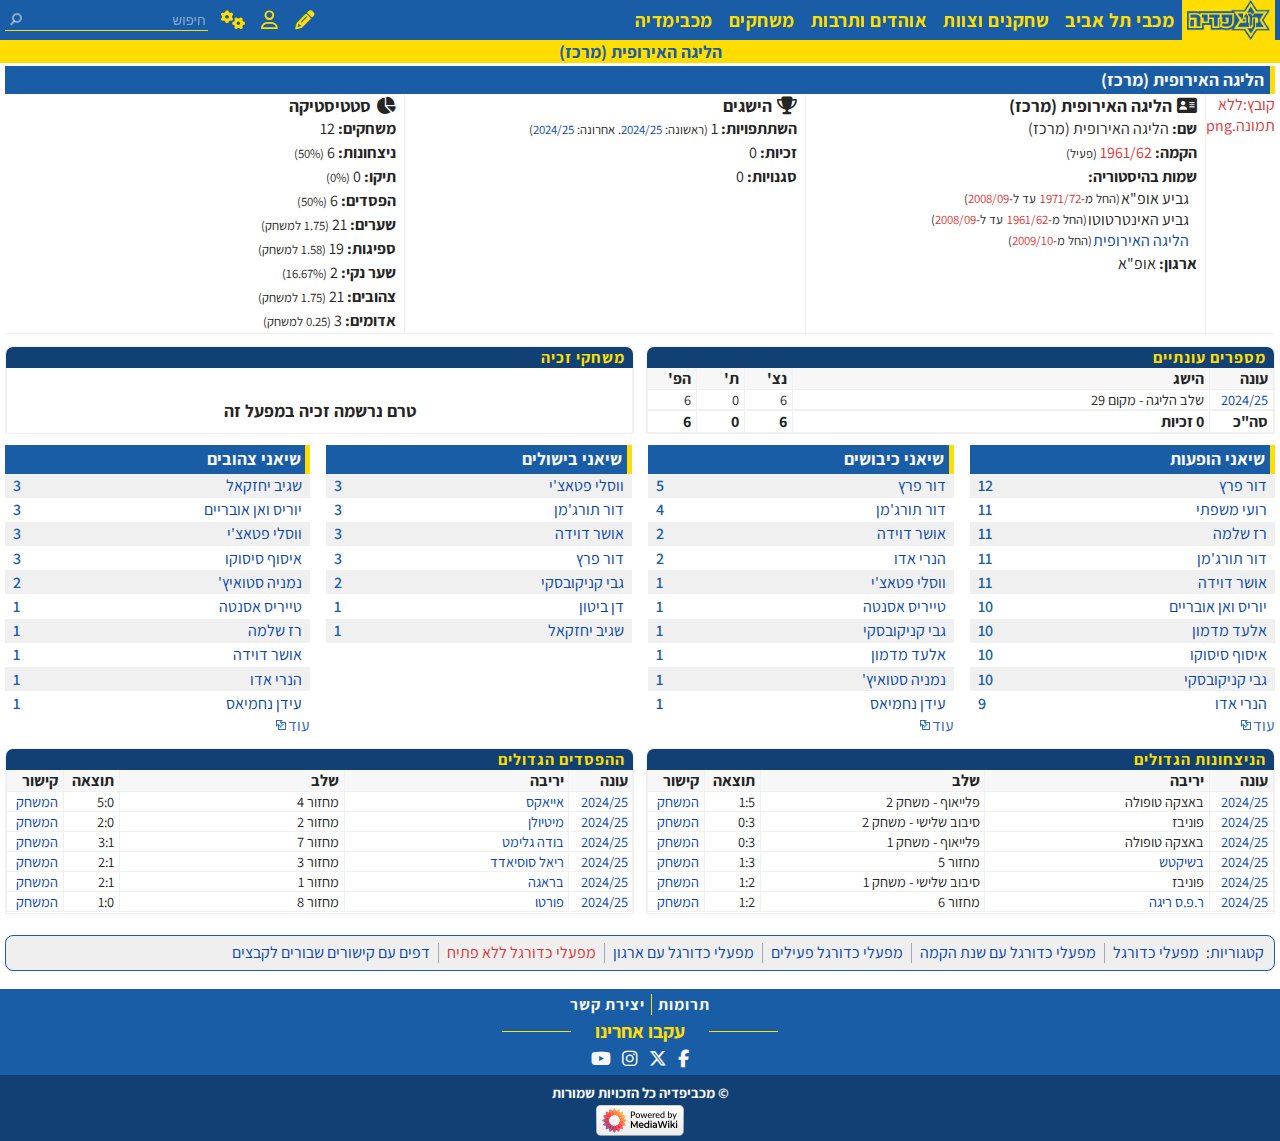 מכביפדיה
מכבי תל אביב
שחקנים וצוות
אוהדים ותרבות
משחקים
מכבימדיה
חיפוש
הליגה האירופית (מרכז)
הליגה האירופית (מרכז)
קובץ:ללא
תמונה.png
הליגה האירופית (מרכז)
שם: הליגה האירופית (מרכז)
הקמה: 1961/62 (פעיל)
שמות בהיסטוריה:
גביע אופ"א (החל מ-1971/72 עד ל-2008/09)
גביע האינטרטוטו (החל מ-1961/62 עד ל-2008/09)
הליגה האירופית (החל מ-2009/10)
ארגון: אופ"א
הישגים
השתתפויות: 1 (ראשונה: 2024/25. אחרונה: 2024/25)
זכיות: 0
סגנויות: 0
סטטיסטיקה
משחקים: 12
ניצחונות: 6 (50%)
תיקו: 0 (0%)
הפסדים: 6 (50%)
שערים: 21 (1.75 למשחק)
ספיגות: 19 (1.58 למשחק)
שער נקי: 2 (16.67%)
צהובים: 21 (1.75 למשחק)
אדומים: 3 (0.25 למשחק)
מספרים עונתיים
עונה הישג נצ' ת' הפ'
2024/25 שלב הליגה - מקום 29 6 0 6
סה"כ 0 זכיות 6 0 6
משחקי זכיה
טרם נרשמה זכיה במפעל זה
שיאני הופעות
דור פרץ 12
רועי משפתי 11
רז שלמה 11
דור תורג'מן 11
אושר דוידה 11
יוריס ואן אובריים 10
אלעד מדמון 10
איסוף סיסוקו 10
גבי קניקובסקי 10
הנרי אדו 9
עוד
שיאני כיבושים
דור פרץ 5
דור תורג'מן 4
אושר דוידה 2
הנרי אדו 2
ווסלי פטאצ'י 1
טייריס אסנטה 1
גבי קניקובסקי 1
אלעד מדמון 1
נמניה סטואיץ' 1
עידן נחמיאס 1
עוד
שיאני בישולים
ווסלי פטאצ'י 3
דור תורג'מן 3
אושר דוידה 3
דור פרץ 3
גבי קניקובסקי 2
דן ביטון 1
שגיב יחזקאל 1
שיאני צהובים
שגיב יחזקאל 3
יוריס ואן אובריים 3
ווסלי פטאצ'י 3
איסוף סיסוקו 3
נמניה סטואיץ' 2
טייריס אסנטה 1
רז שלמה 1
אושר דוידה 1
הנרי אדו 1
עידן נחמיאס 1
עוד
הניצחונות הגדולים
עונה יריבה שלב תוצאה קישור
2024/25 באצקה טופולה פלייאוף - משחק 2 1:5 המשחק
2024/25 פוניבז סיבוב שלישי - משחק 2 0:3 המשחק
2024/25 באצקה טופולה פלייאוף - משחק 1 0:3 המשחק
2024/25 בשיקטש מחזור 5 1:3 המשחק
2024/25 פוניבז סיבוב שלישי - משחק 1 1:2 המשחק
2024/25 ר.פ.ס ריגה מחזור 6 1:2 המשחק
ההפסדים הגדולים
עונה יריבה שלב תוצאה קישור
2024/25 אייאקס מחזור 4 5:0 המשחק
2024/25 מיטיולן מחזור 2 2:0 המשחק
2024/25 בודה גלימט מחזור 7 3:1 המשחק
2024/25 ריאל סוסיאדד מחזור 3 2:1 המשחק
2024/25 בראגה מחזור 1 2:1 המשחק
2024/25 פורטו מחזור 8 1:0 המשחק
קטגוריות: מפעלי כדורגל | מפעלי כדורגל עם שנת הקמה | מפעלי כדורגל פעילים | מפעלי כדורגל עם ארגון | מפעלי כדורגל ללא פתיח | דפים עם קישורים שבורים לקבצים
תרומות | יצירת קשר
עקבו אחרינו
© מכביפדיה כל הזכויות שמורות
Powered by
MediaWiki